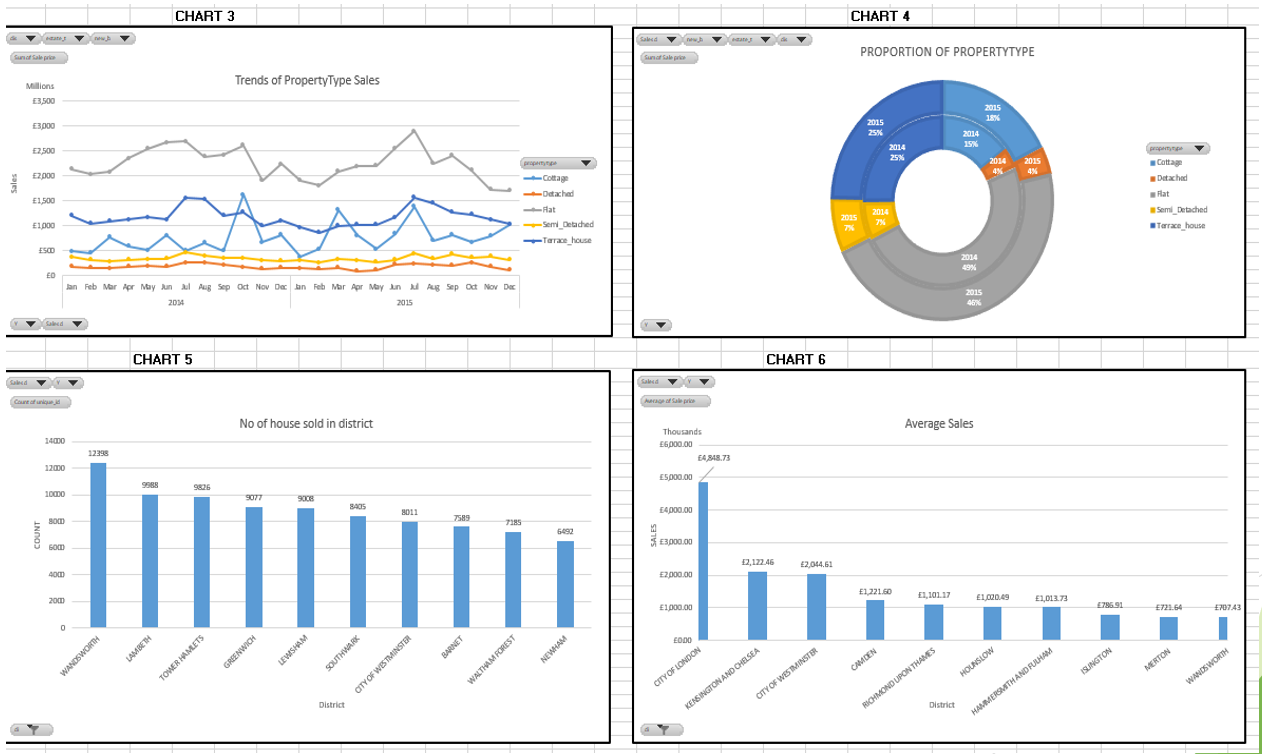 CHART 3
estate_t new_b
Sum of Sale price
Trends of PropertyType Sales
Millions
£3,500
£3,000
£2,500
£2,000
£1,500
£1,000
£500
£0
Sales
Jan Feb Mar Apr May Jun Jul Aug Sep Oct Nov Dec Jan Feb Mar Apr May Jun Jul Aug Sep Oct Nov Dec
2014 2015
propertytype
Cottage
Detached
Flat
Semi_Detached
Terrace_house
Y Sales d
CHART 4
Sales d new_b estate_t
Sum of Sale price
PROPORTION OF PROPERTYTYPE
2015
18%
2014
15%
2014
4%
2015
4%
2014
49%
2015
46%
2015
7%
2014
7%
2015
25%
2014
25%
propertytype
Cottage
Detached
Flat
Semi_Detached
Terrace_house
Y
CHART 5
Sales d Y
Count of unique_id
No of house sold in district
14000
12000
10000
8000
6000
4000
2000
0
COUNT
12398
9988
9826
9077
9008
8405
8011
7589
7185
6492
WANDSWORTH
LAMBETH
TOWER HAMLETS
GREENWICH
LEWISHAM
SOUTHWARK
CITY OF WESTMINSTER
BARNET
WALTHAM FOREST
NEWHAM
District
CHART 6
Sales d Y
Average of Sale price
Average Sales
Thousands
£6,000.00
£5,000.00
£4,000.00
£3,000.00
£2,000.00
£1,000.00
£0.00
SALES
£4,848.73
£2,122.46
£2,044.61
£1,221.60
£1,101.17
£1,020.49
£1,013.73
£786.91
£721.64
£707.43
CITY OF LONDON
KENSINGTON AND CHELSEA
CITY OF WESTMINSTER
CAMDEN
RICHMOND UPON THAMES
HOUNSLOW
HAMMERSMITH AND FULHAM
ISLINGTON
MERTON
WANDSWORTH
District